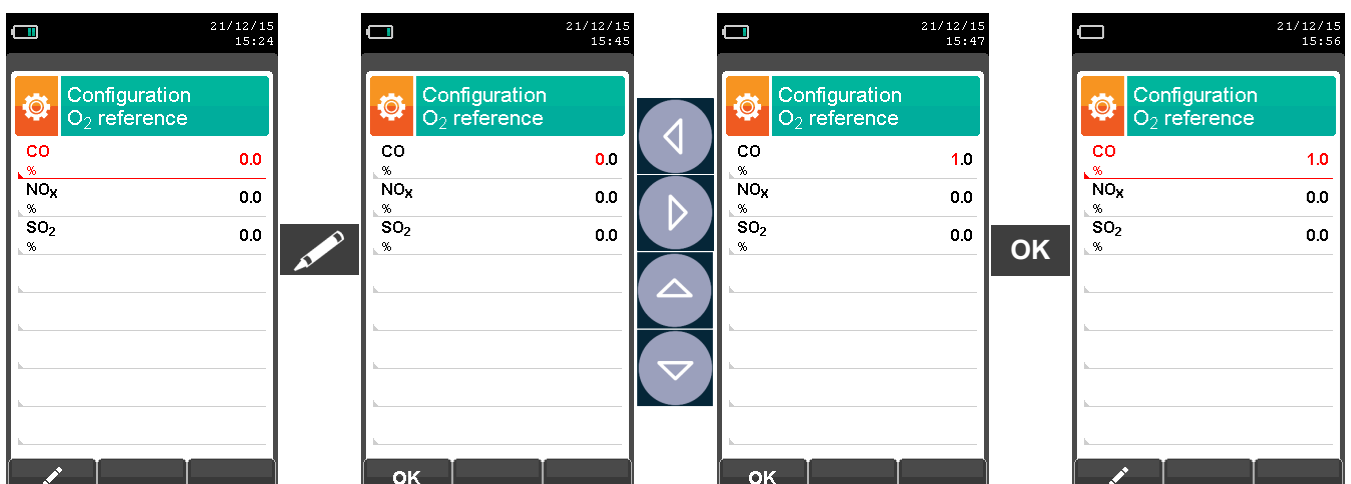 21/12/15
15:24
Configuration
O₂ reference
CO
%
0.0
NOx
%
0.0
SO₂
%
0.0
21/12/15
15:45
Configuration
O₂ reference
CO
%
0.0
NOx
%
0.0
SO₂
%
0.0
OK
21/12/15
15:47
Configuration
O₂ reference
CO
%
1.0
NOx
%
0.0
SO₂
%
0.0
OK
OK
21/12/15
15:56
Configuration
O₂ reference
CO
%
1.0
NOx
%
0.0
SO₂
%
0.0